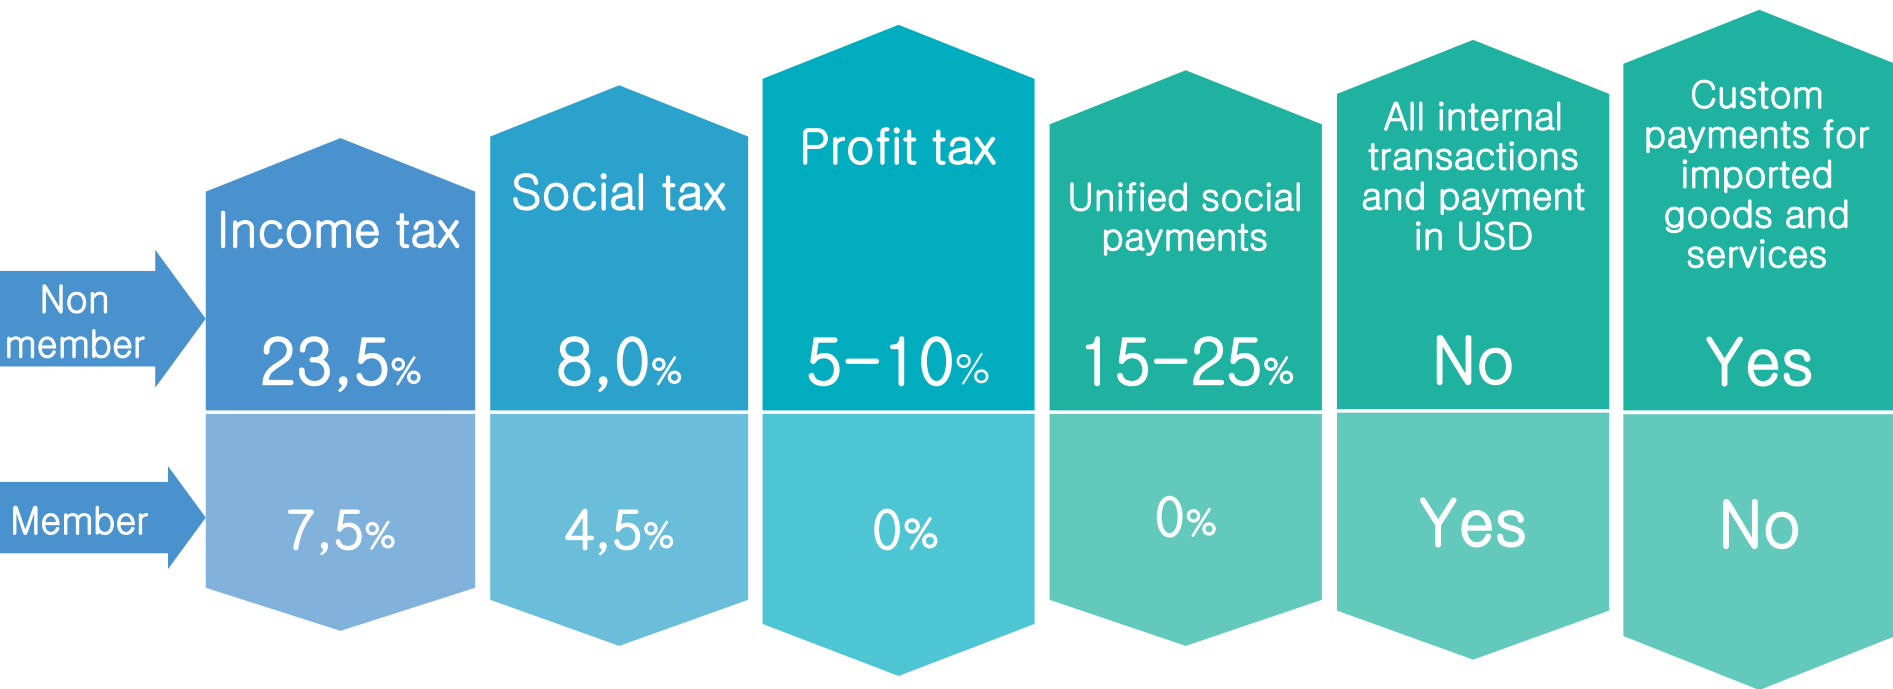 Income tax
Social tax
Profit tax
Unified social
payments
All internal
transactions
and payment
in USD
Custom
payments for
imported
goods and
services
Non
member
23,5%
8,0%
5–10%
15–25%
No
Yes
Member
7,5%
4,5%
0%
0%
Yes
No